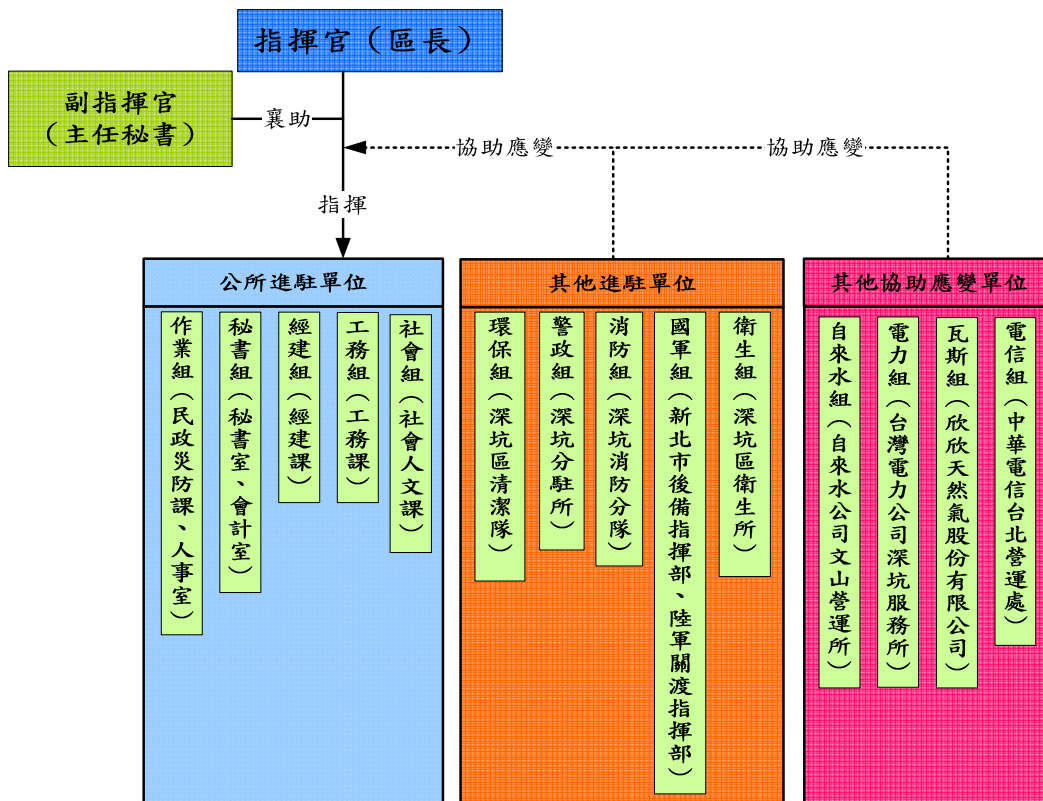 指揮官（區長）
副指揮官
（主任秘書）
襄助
協助應變
協助應變
指揮
公所進駐單位
作業組（民政災防課、人事室）
秘書組（秘書室、會計室）
經建組（經建課）
工務組（工務課）
社會組（社會人文課）
其他進駐單位
環保組（深坑區清潔隊）
警政組（深坑分駐所）
消防組（深坑消防分隊）
國軍組（新北市後備指揮部、陸軍關渡指揮部）
衛生組（深坑區衛生所）
其他協助應變單位
自來水組（自來水公司文山營運所）
電力組（台灣電力公司深坑服務所）
瓦斯組（欣欣天然氣股份有限公司）
電信組（中華電信台北營運處）